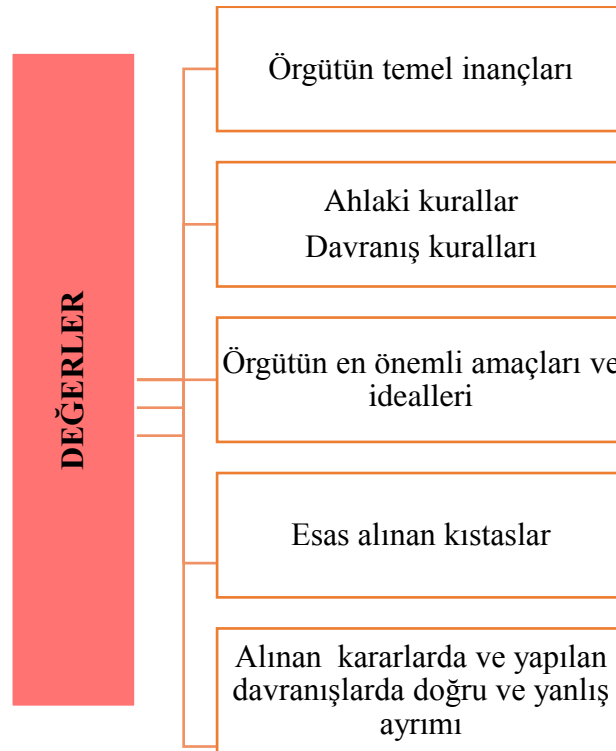 DEĞERLER
Örgütün temel inançları
Ahlaki kurallar
Davranış kuralları
Örgütün en önemli amaçları ve
idealleri
Esas alınan kıstaslar
Alınan kararlarda ve yapılan
davranışlarda doğru ve yanlış
ayrımı